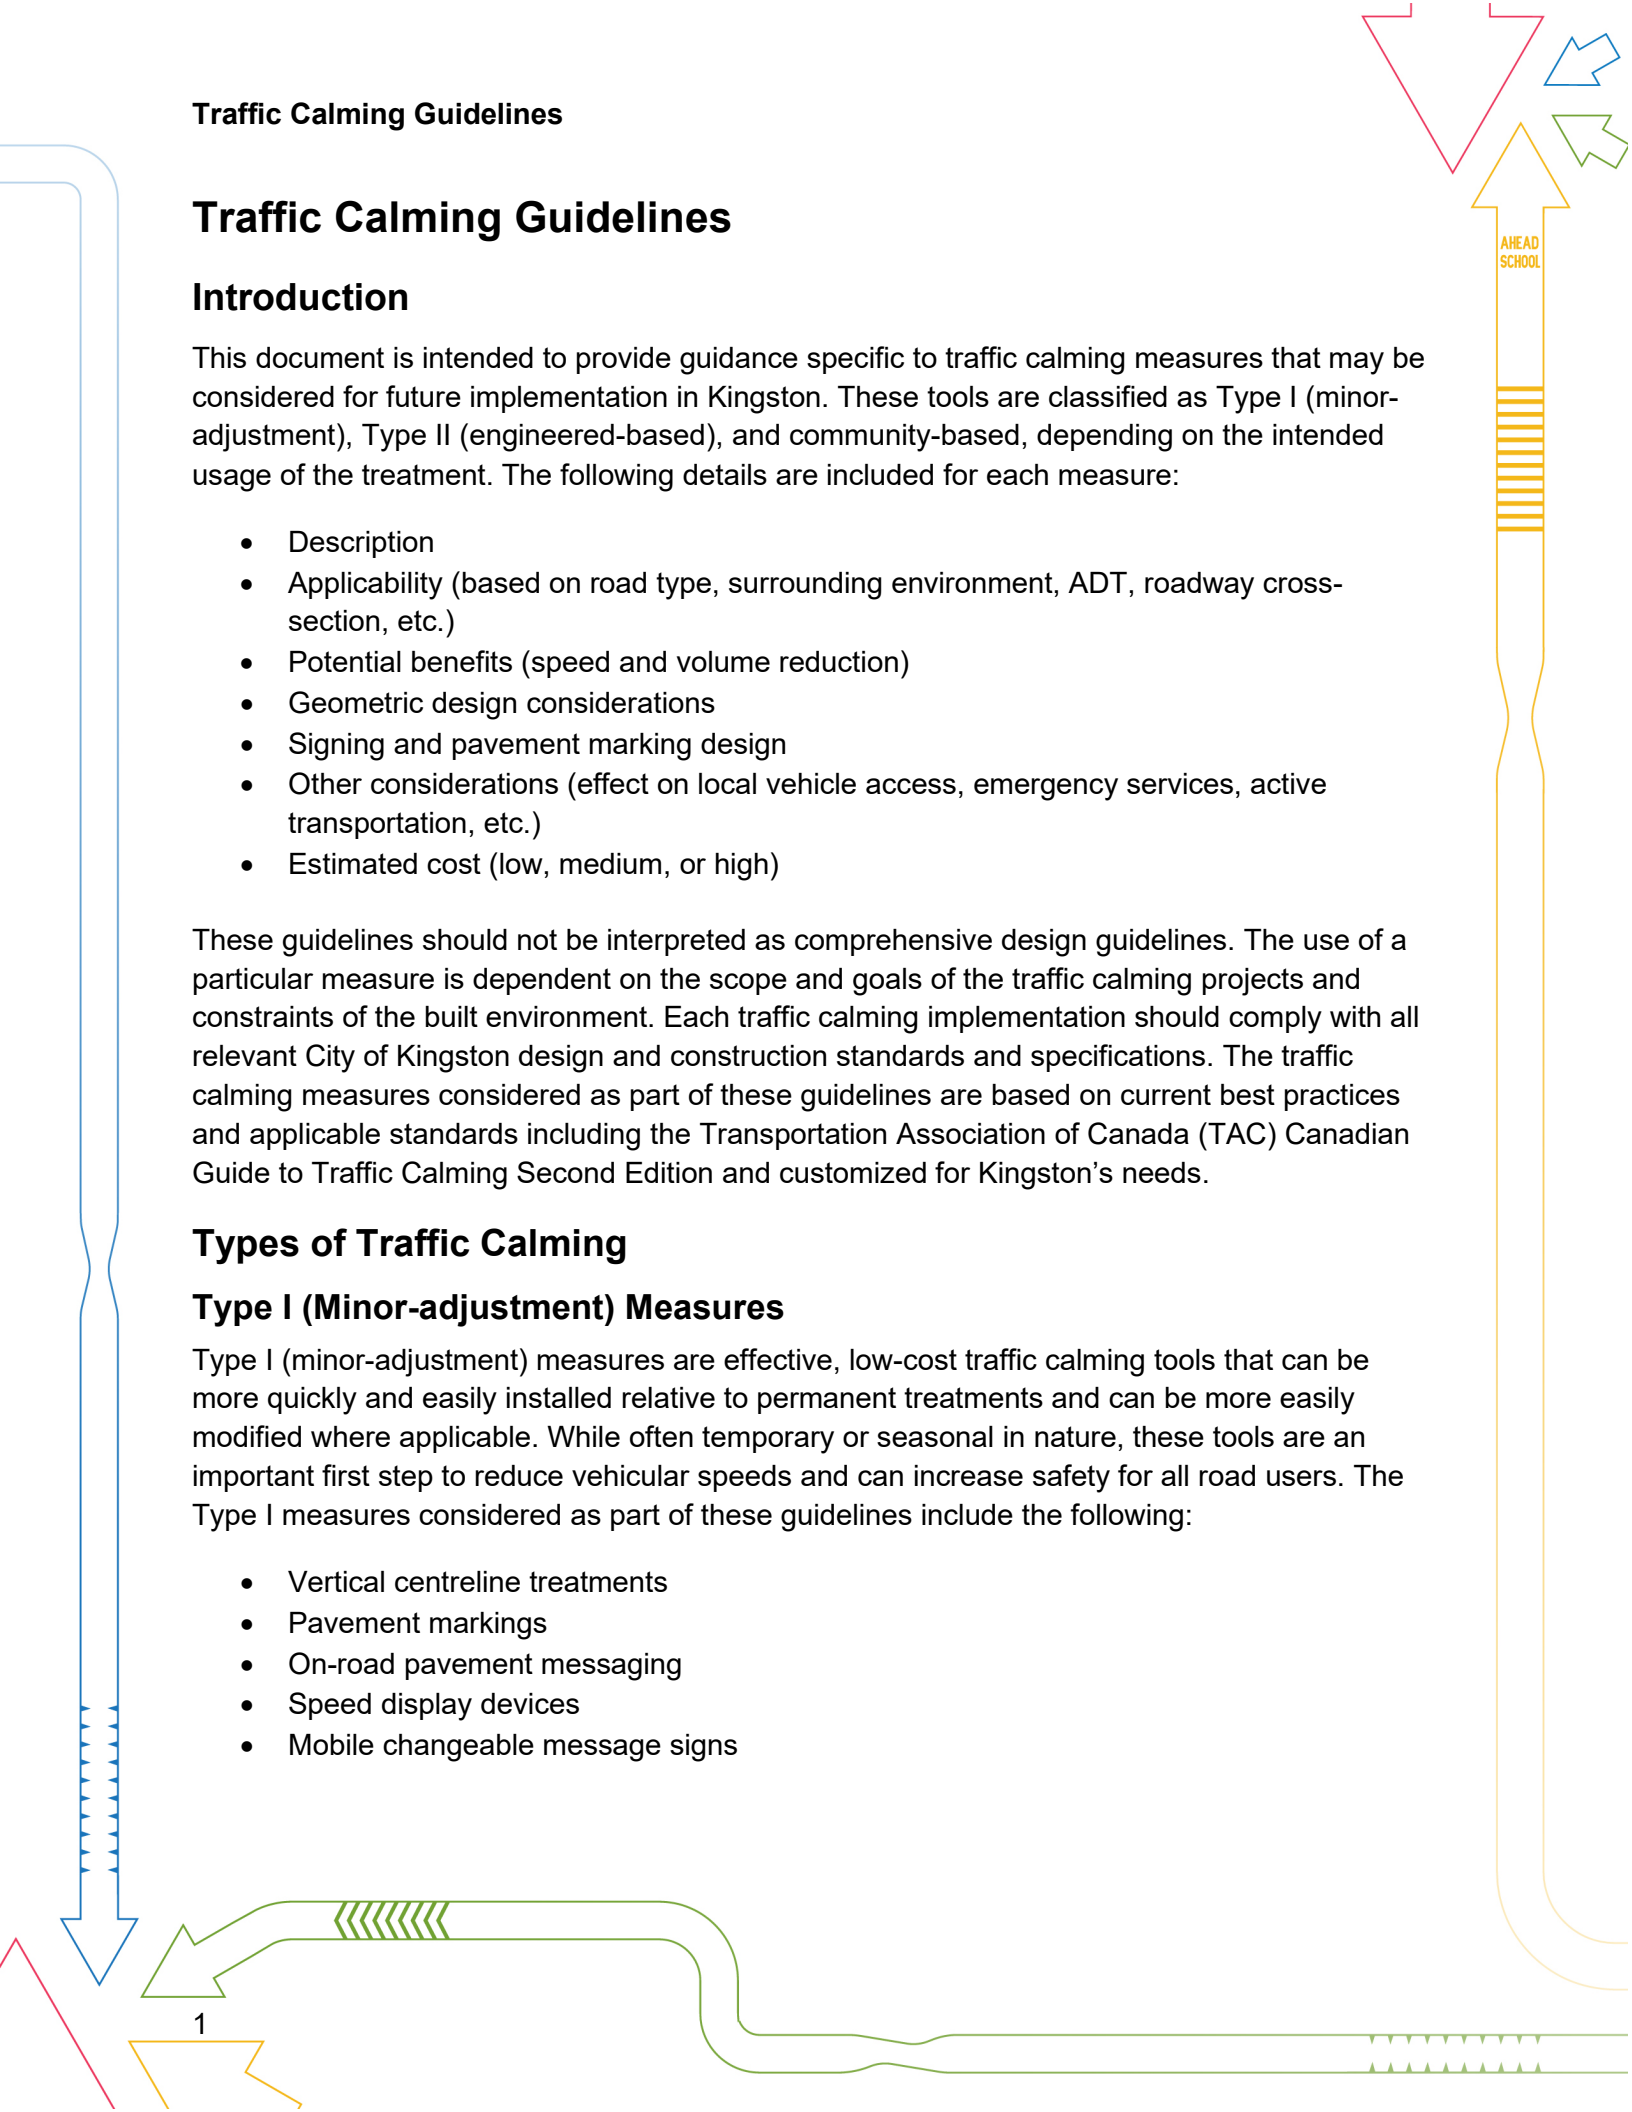 Traffic Calming Guidelines
AHEAD
SCHOOL
Traffic Calming Guidelines
Introduction
This document is intended to provide guidance specific to traffic calming measures that may be
considered for future implementation in Kingston. These tools are classified as Type I (minor-
adjustment), Type II (engineered-based), and community-based, depending on the intended
usage of the treatment. The following details are included for each measure:
• Description
• Applicability (based on road type, surrounding environment, ADT, roadway cross-
section, etc.)
• Potential benefits (speed and volume reduction)
• Geometric design considerations
• Signing and pavement marking design
• Other considerations (effect on local vehicle access, emergency services, active
transportation, etc.)
• Estimated cost (low, medium, or high)
These guidelines should not be interpreted as comprehensive design guidelines. The use of a
particular measure is dependent on the scope and goals of the traffic calming projects and
constraints of the built environment. Each traffic calming implementation should comply with all
relevant City of Kingston design and construction standards and specifications. The traffic
calming measures considered as part of these guidelines are based on current best practices
and applicable standards including the Transportation Association of Canada (TAC) Canadian
Guide to Traffic Calming Second Edition and customized for Kingston’s needs.
Types of Traffic Calming
Type I (Minor-adjustment) Measures
Type I (minor-adjustment) measures are effective, low-cost traffic calming tools that can be
more quickly and easily installed relative to permanent treatments and can be more easily
modified where applicable. While often temporary or seasonal in nature, these tools are an
important first step to reduce vehicular speeds and can increase safety for all road users. The
Type I measures considered as part of these guidelines include the following:
• Vertical centreline treatments
• Pavement markings
• On-road pavement messaging
• Speed display devices
• Mobile changeable message signs
1